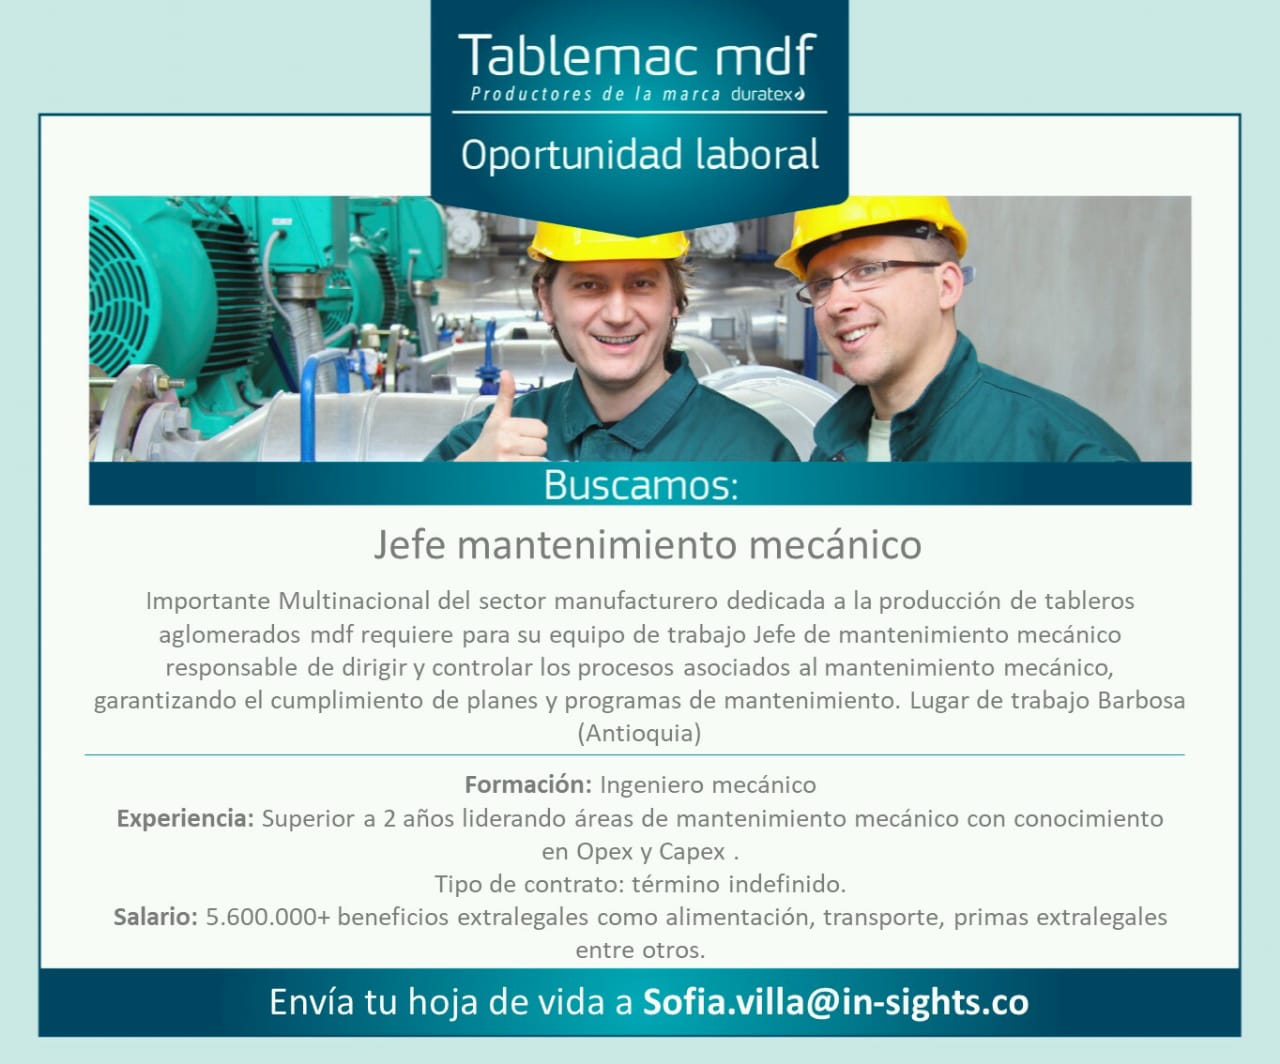 Tablemac mdf
Productores de la marca duratex
Oportunidad laboral
Buscamos:
Jefe mantenimiento mecánico
Importante Multinacional del sector manufacturero dedicada a la producción de tableros
aglomerados mdf requiere para su equipo de trabajo Jefe de mantenimiento mecánico
responsable de dirigir y controlar los procesos asociados al mantenimiento mecánico,
garantizando el cumplimiento de planes y programas de mantenimiento. Lugar de trabajo Barbosa
(Antioquia)
Formación: Ingeniero mecánico
Experiencia: Superior a 2 años liderando áreas de mantenimiento mecánico con conocimiento
en Opex y Capex .
Tipo de contrato: término indefinido.
Salario: 5.600.000+ beneficios extralegales como alimentación, transporte, primas extralegales
entre otros.
Envía tu hoja de vida a Sofia.villa@in-sights.co